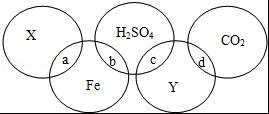 X H₂SO₄ CO₂
a b c d
Fe Y